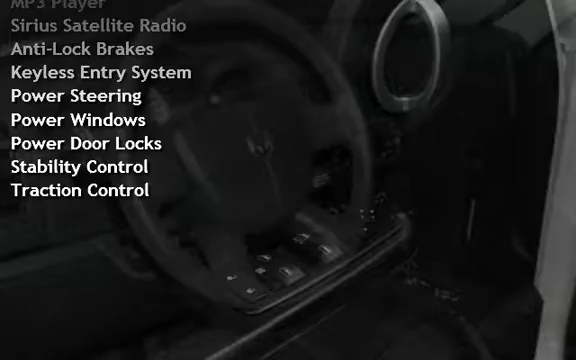 MP3 Player
Sirius Satellite Radio
Anti-Lock Brakes
Keyless Entry System
Power Steering
Power Windows
Power Door Locks
Stability Control
Traction Control